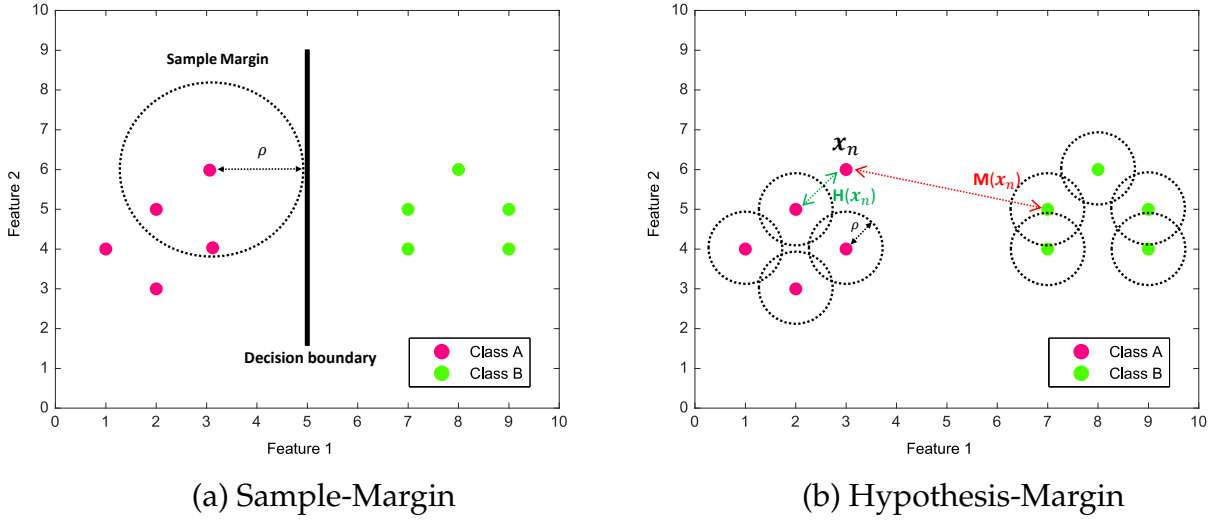 10
9
8
7
6
5
4
3
2
1
0
Feature 2
Sample Margin
ρ
Decision boundary
Class A
Class B
0 1 2 3 4 5 6 7 8 9 10
Feature 1
(a) Sample-Margin
10
9
8
7
6
5
4
3
2
1
0
Feature 2
xₙ
M(xₙ)
H(xₙ)
ρ
Class A
Class B
0 1 2 3 4 5 6 7 8 9 10
Feature 1
(b) Hypothesis-Margin